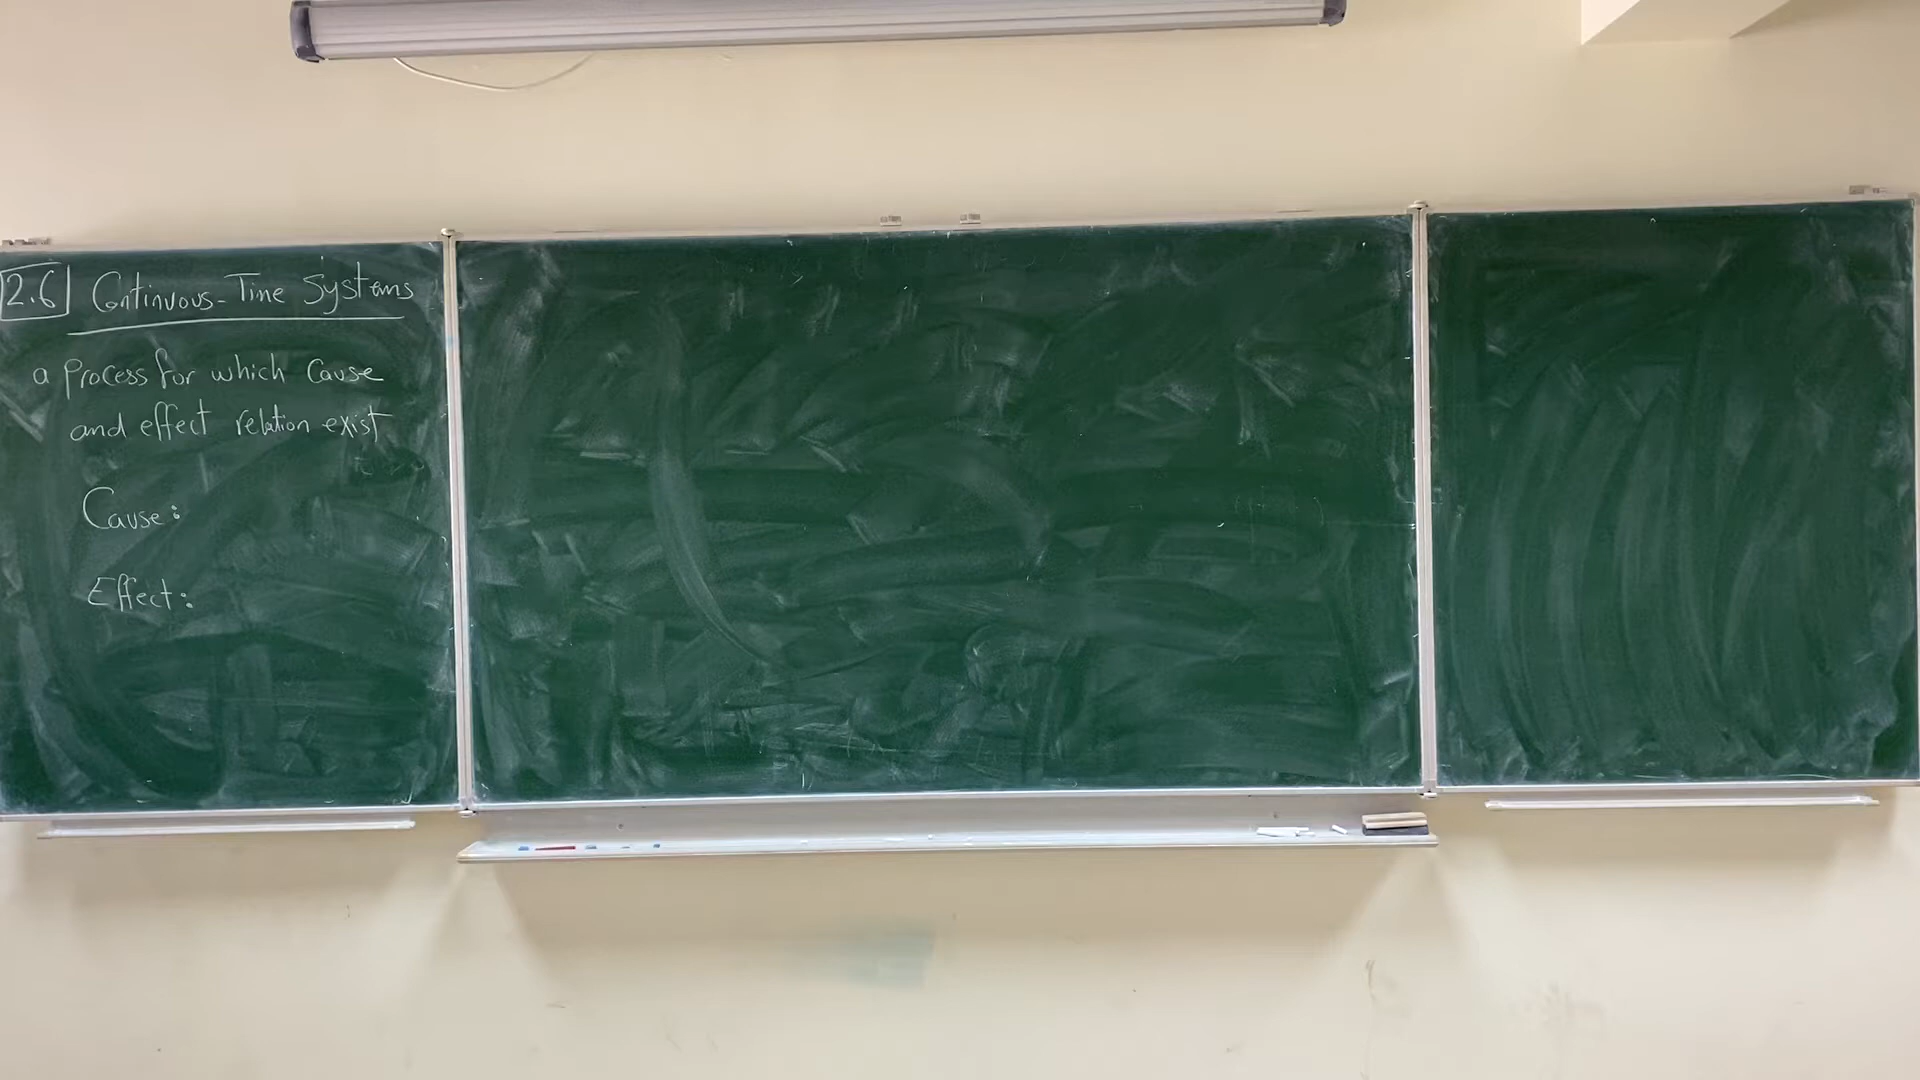 2.6 Continuous-Time Systems
a process for which Cause
and effect relation exist
Cause:
Effect: